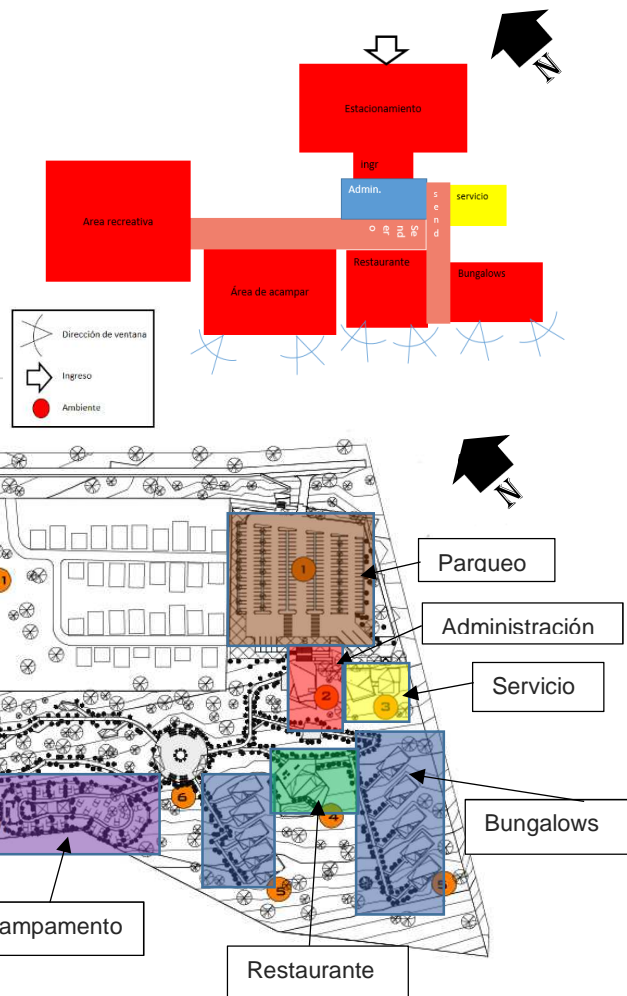 N
Estacionamiento
Ingr
Admin.
s
e
n
d
servicio
Area recreativa
Se
nd
er
o
Restaurante
Bungalows
Área de acampar
Dirección de ventana
Ingreso
Ambiente
N
1
1
Parqueo
Administración
2
Servicio
3
6
4
Bungalows
5
5
ampamento
Restaurante